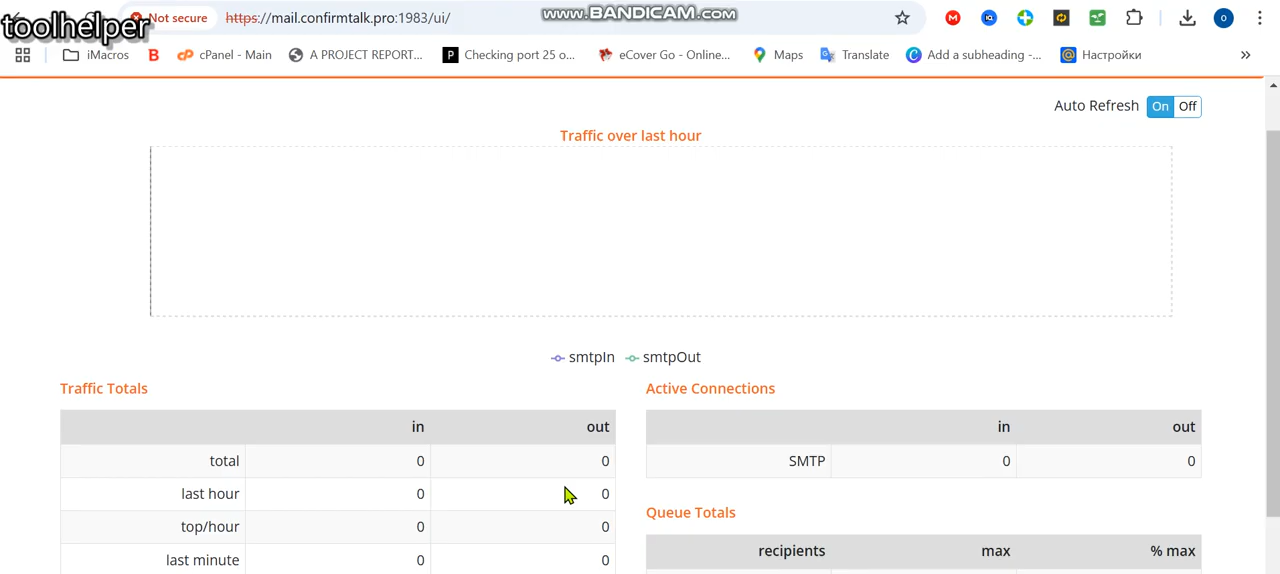 toolhelper
Not secure https://mail.confirmtalk.pro:1983/ui/
www.BANDICAM.com
iMacros B cPanel - Main A PROJECT REPORT... P Checking port 25 o... eCover Go - Online... Maps Translate C Add a subheading -... Настройки »
Auto Refresh On Off
Traffic over last hour
smtpIn smtpOut
Traffic Totals
in out
total 0 0
last hour 0 0
top/hour 0 0
last minute 0 0
Active Connections
in out
SMTP 0 0
Queue Totals
recipients max % max